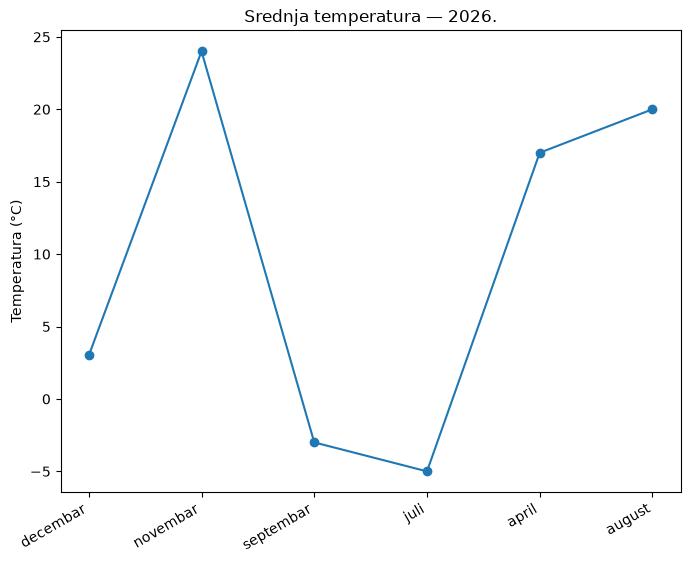 Srednja temperatura — 2026.
Temperatura (°C)
25
20
15
10
5
0
−5
decembar
novembar
septembar
juli
april
august